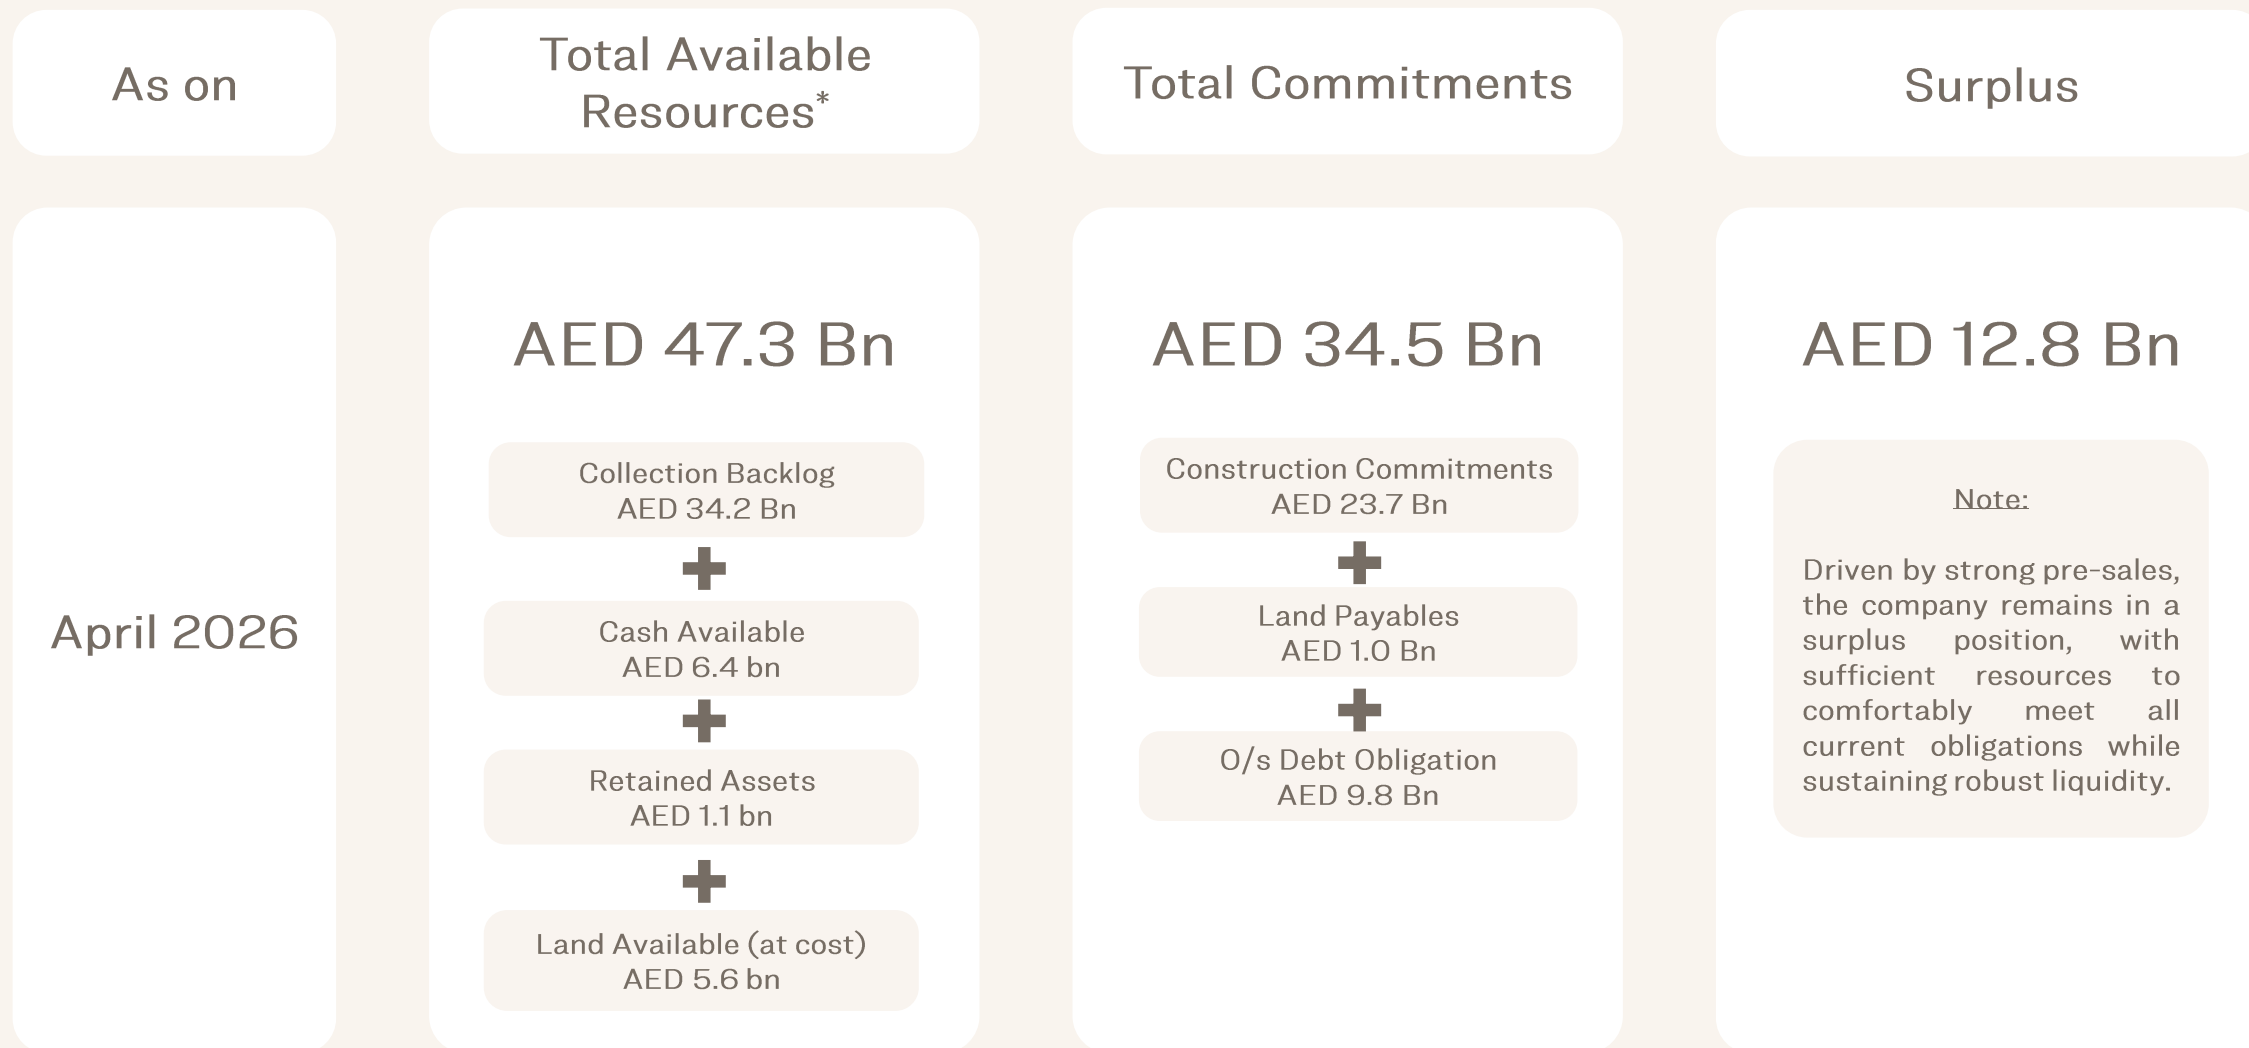 As on
Total Available
Resources*
Total Commitments
Surplus
April 2026
AED 47.3 Bn
Collection Backlog
AED 34.2 Bn
+
Cash Available
AED 6.4 bn
+
Retained Assets
AED 1.1 bn
+
Land Available (at cost)
AED 5.6 bn
AED 34.5 Bn
Construction Commitments
AED 23.7 Bn
+
Land Payables
AED 1.0 Bn
+
O/s Debt Obligation
AED 9.8 Bn
AED 12.8 Bn
Note:
Driven by strong pre-sales,
the company remains in a
surplus position, with
sufficient resources to
comfortably meet all
current obligations while
sustaining robust liquidity.